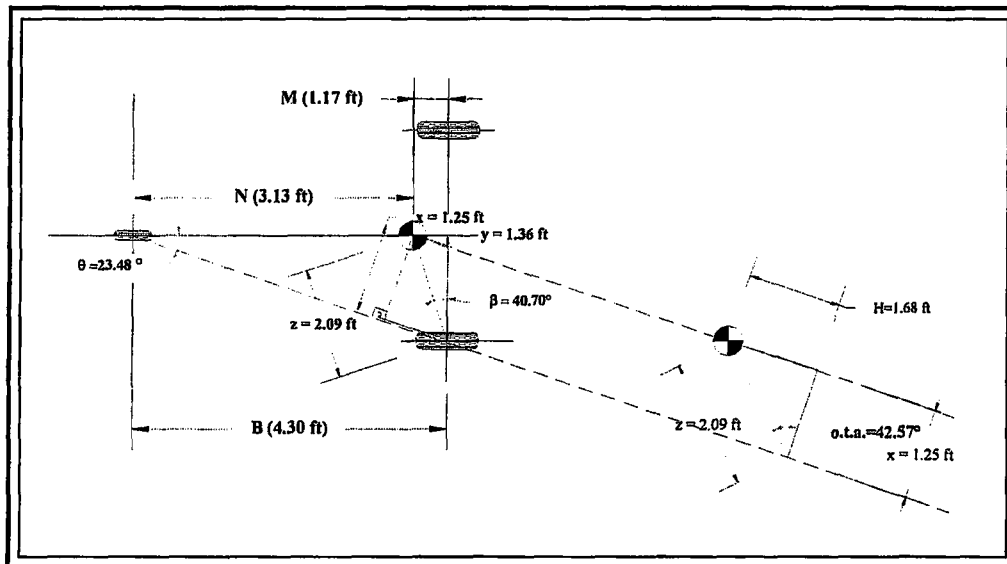 M (1.17 ft)
N (3.13 ft)
x = 1.25 ft
y = 1.36 ft
θ =23.48 °
β = 40.70°
H=1.68 ft
z = 2.09 ft
B (4.30 ft)
z = 2.09 ft
o.t.a.=42.57°
x = 1.25 ft